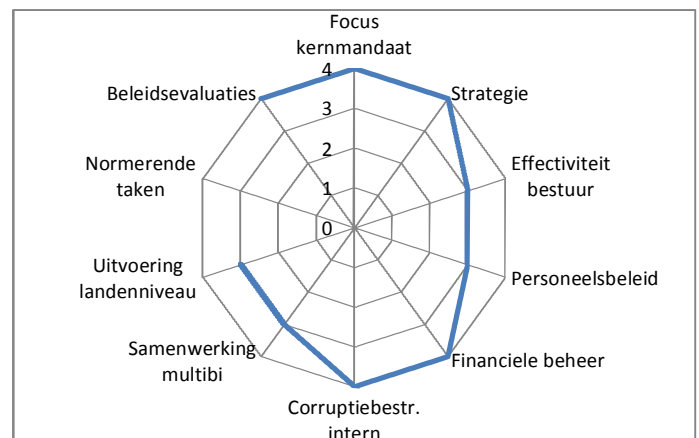 Focus
kernmandaat
Strategie
Effectiviteit
bestuur
Personeelsbeleid
Financiele beheer
Corruptiebestr.
intern
Samenwerking
multibi
Uitvoering
landenniveau
Normerende
taken
Beleidsevaluaties
4
3
2
1
0